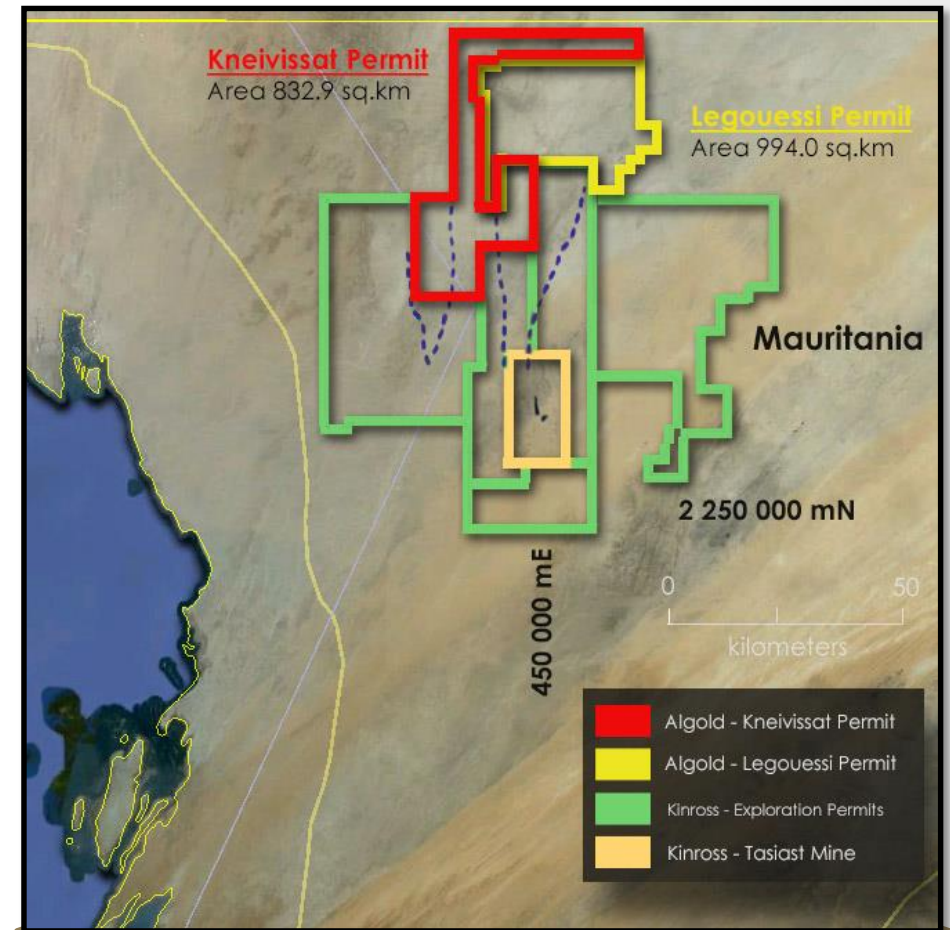 Kneivissat Permit
Area 832.9 sq.km
Legouessi Permit
Area 994.0 sq.km
Mauritania
2 250 000 mN
450 000 mE
0 50
kilometers
Algold - Kneivissat Permit
Algold - Legouessi Permit
Kinross - Exploration Permits
Kinross - Tasiast Mine